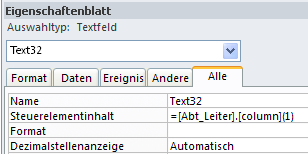 Eigenschaftenblatt
Auswahltyp: Textfeld
Text32
Format Daten Ereignis Andere Alle
Name Text32
Steuerelementinhalt =[Abt_Leiter].[column](1)
Format
Dezimalstellenanzeige Automatisch